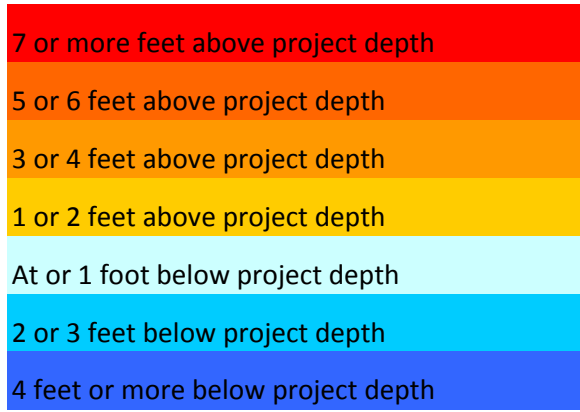 7 or more feet above project depth
5 or 6 feet above project depth
3 or 4 feet above project depth
1 or 2 feet above project depth
At or 1 foot below project depth
2 or 3 feet below project depth
4 feet or more below project depth